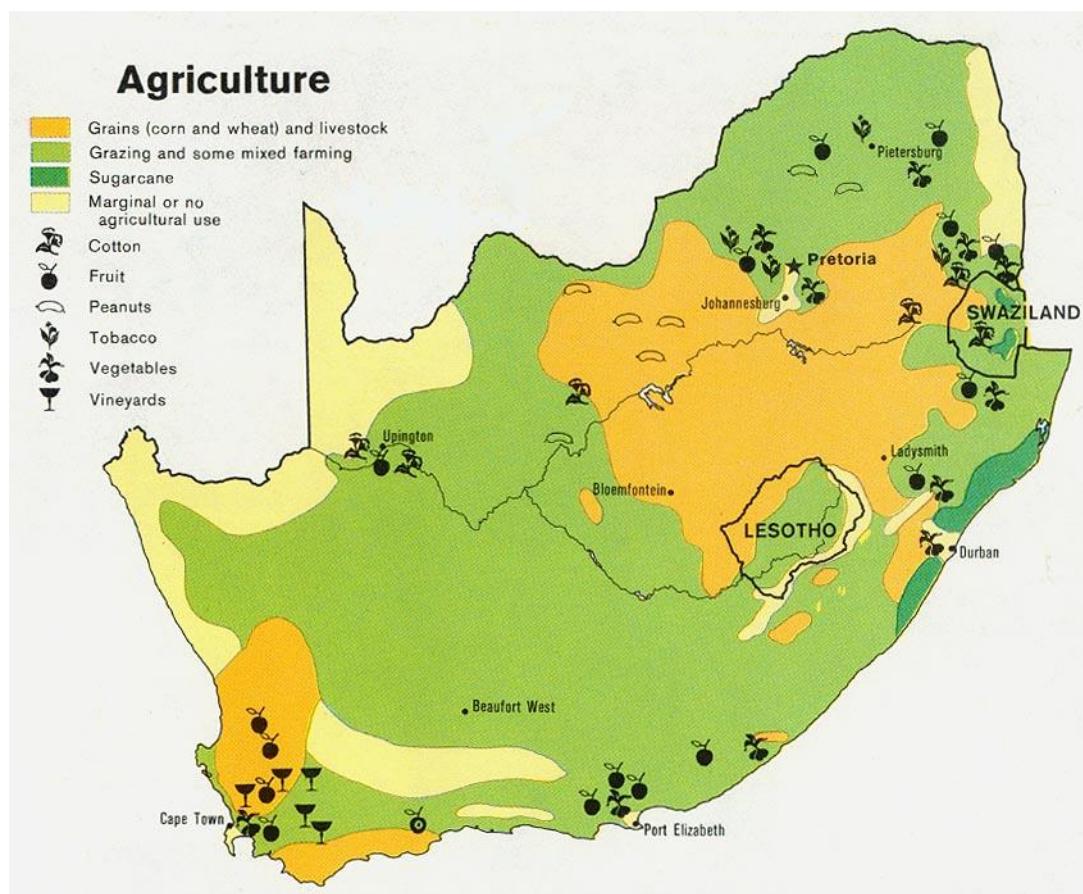 Agriculture
Grains (corn and wheat) and livestock
Grazing and some mixed farming
Sugarcane
Marginal or no
agricultural use
Cotton
Fruit
Peanuts
Tobacco
Vegetables
Vineyards
Pietersburg
Pretoria
Johannesburg
SWAZILAND
Upington
Ladysmith
Bloemfontein
LESOTHO
Durban
Beaufort West
Cape Town
Port Elizabeth